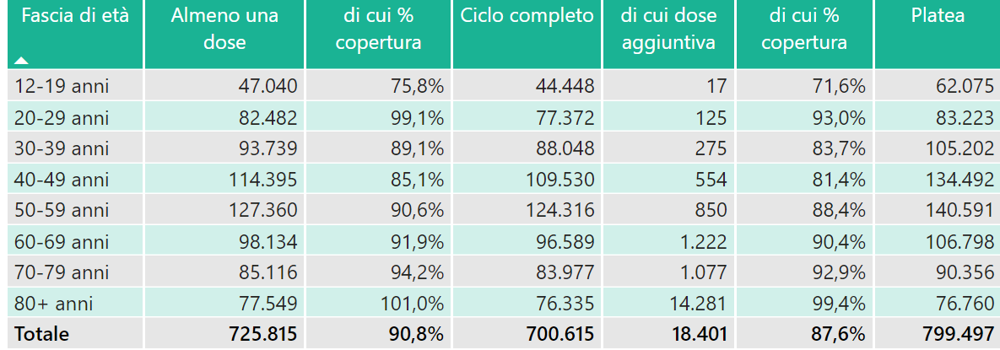 Fascia di età Almeno una dose di cui % copertura Ciclo completo di cui dose aggiuntiva di cui % copertura Platea
12-19 anni 47.040 75,8% 44.448 17 71,6% 62.075
20-29 anni 82.482 99,1% 77.372 125 93,0% 83.223
30-39 anni 93.739 89,1% 88.048 275 83,7% 105.202
40-49 anni 114.395 85,1% 109.530 554 81,4% 134.492
50-59 anni 127.360 90,6% 124.316 850 88,4% 140.591
60-69 anni 98.134 91,9% 96.589 1.222 90,4% 106.798
70-79 anni 85.116 94,2% 83.977 1.077 92,9% 90.356
80+ anni 77.549 101,0% 76.335 14.281 99,4% 76.760
Totale 725.815 90,8% 700.615 18.401 87,6% 799.497